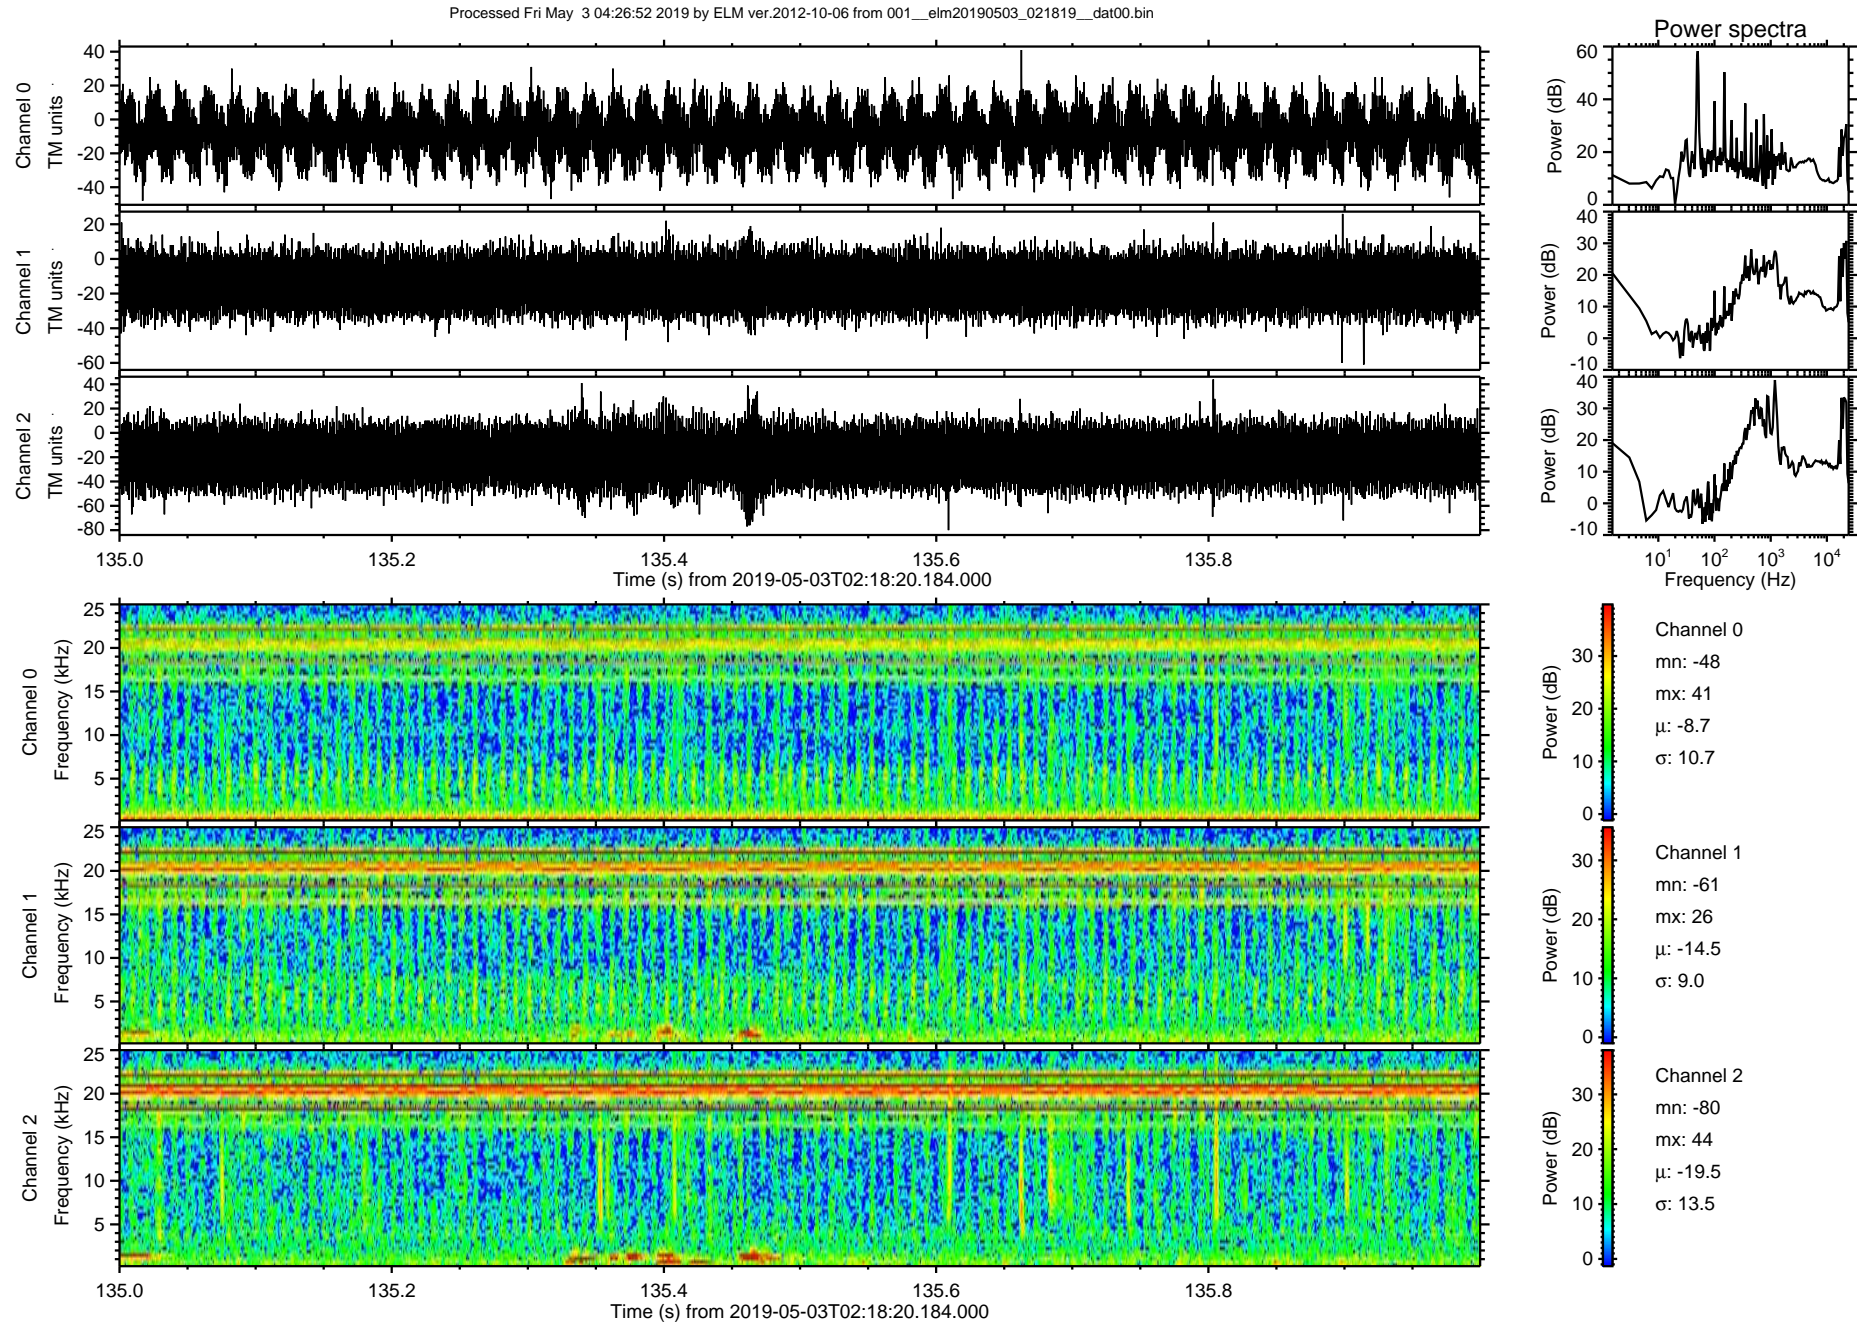 Processed Fri May  3 04:26:52 2019 by ELM ver.2012-10-06 from 001__elm20190503_021819__dat00.bin
Power spectra
Channel 0
TM units
40
20
0
-20
-40
Power (dB)
60
40
20
0
Channel 1
TM units
20
0
-20
-40
-60
Power (dB)
40
30
20
10
0
-10
Channel 2
TM units
40
20
0
-20
-40
-60
-80
Power (dB)
40
30
20
10
0
-10
135.0 135.2 135.4 135.6 135.8
Time (s) from 2019-05-03T02:18:20.184.000
10^1 10^2 10^3 10^4
Frequency (Hz)
Channel 0
Frequency (kHz)
25
20
15
10
5
Power (dB)
30
20
10
0
Channel 0
mn: -48
mx: 41
μ: -8.7
σ: 10.7
Channel 1
Frequency (kHz)
25
20
15
10
5
Power (dB)
30
20
10
0
Channel 1
mn: -61
mx: 26
μ: -14.5
σ: 9.0
Channel 2
Frequency (kHz)
25
20
15
10
5
Power (dB)
30
20
10
0
Channel 2
mn: -80
mx: 44
μ: -19.5
σ: 13.5
135.0 135.2 135.4 135.6 135.8
Time (s) from 2019-05-03T02:18:20.184.000